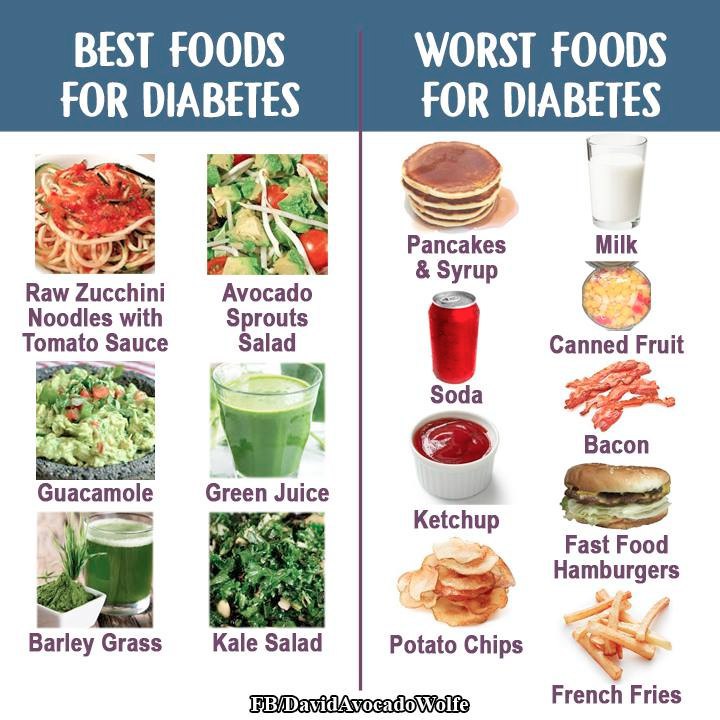 BEST FOODS
FOR DIABETES
Raw Zucchini
Noodles with
Tomato Sauce
Avocado
Sprouts
Salad
Guacamole
Green Juice
Barley Grass
Kale Salad
WORST FOODS
FOR DIABETES
Pancakes
& Syrup
Milk
Canned Fruit
Soda
Bacon
Ketchup
Fast Food
Hamburgers
Potato Chips
French Fries
FB/DavidAvocadoWolfe